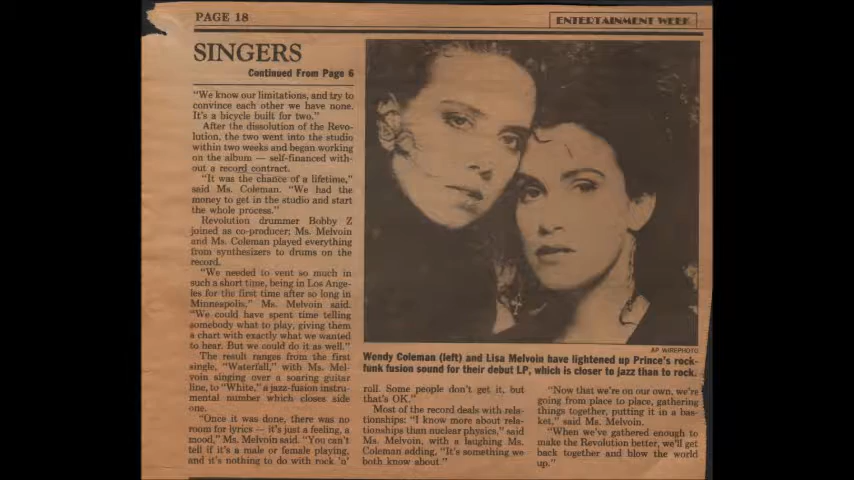 PAGE 18
ENTERTAINMENT WEEK
SINGERS
Continued From Page 6
"We know our limitations, and try to
convince each other we have none.
It's a bicycle built for two."
After the dissolution of the Revo-
lution, the two went into the studio
within two weeks and began working
on the album — self-financed with-
out a record contract.
"It was the chance of a lifetime,"
said Ms. Coleman. "We had the
money to get in the studio and start
the whole process."
Revolution drummer Bobby Z
joined as co-producer; Ms. Melvoin
and Ms. Coleman played everything
from synthesizers to drums on the
record.
"We needed to vent so much in
such a short time, being in Los Ange-
les for the first time after so long in
Minneapolis," Ms. Melvoin said.
"We could have spent time telling
somebody what to play, giving them
a chart with exactly what we wanted
to hear. But we could do it as well."
The result ranges from the first
single, "Waterfall," with Ms. Mel-
voin singing over a soaring guitar
line, to "White," a jazz-fusion instru-
mental number which closes side
one.
"Once it was done, there was no
room for lyrics — it's just a feeling, a
mood," Ms. Melvoin said. "You can't
tell if it's a male or female playing,
and it's nothing to do with rock 'n'
AP WIREPHOTO
Wendy Coleman (left) and Lisa Melvoin have lightened up Prince's rock-
funk fusion sound for their debut LP, which is closer to jazz than to rock.
roll. Some people don't get it, but
that's OK."
Most of the record deals with rela-
tionships: "I know more about rela-
tionships than nuclear physics," said
Ms. Melvoin, with a laughing Ms.
Coleman adding, "It's something we
both know about."
"Now that we're on our own, we're
going from place to place, gathering
things together, putting it in a bas-
ket," said Ms. Melvoin.
"When we've gathered enough to
make the Revolution better, we'll get
back together and blow the world
up."